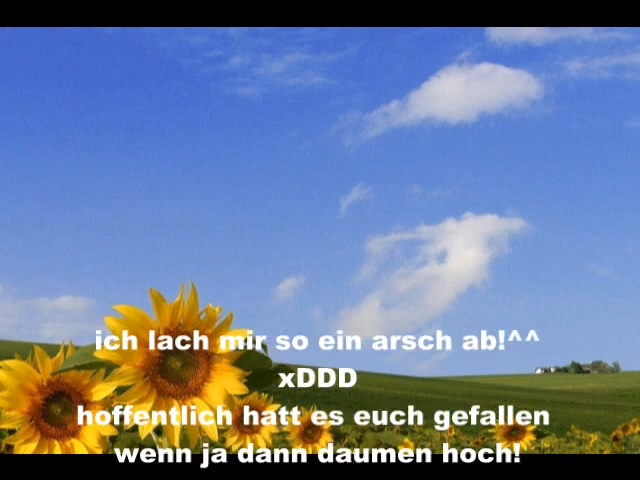 ich lach mir so ein arsch ab!^^
xDDD
hoffentlich hatt es euch gefallen
wenn ja dann daumen hoch!